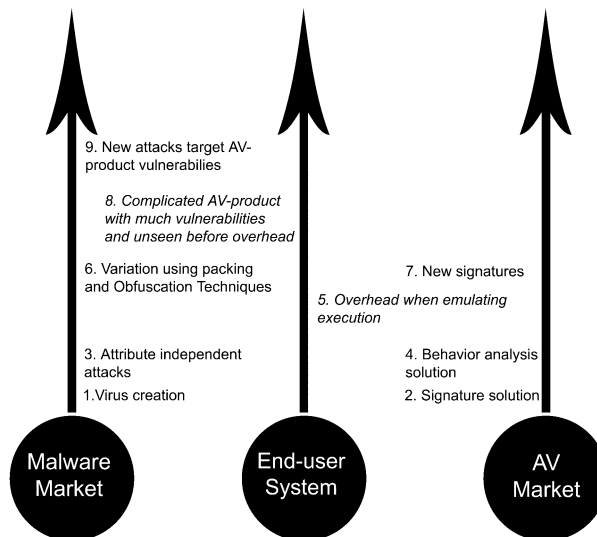 9. New attacks target AV-
product vulnerabilies
8. Complicated AV-product
with much vulnerabilities
and unseen before overhead
6. Variation using packing
and Obfuscation Techniques
7. New signatures
5. Overhead when emulating
execution
3. Attribute independent
attacks
4. Behavior analysis
solution
1.Virus creation
2. Signature solution
Malware
Market
End-user
System
AV
Market